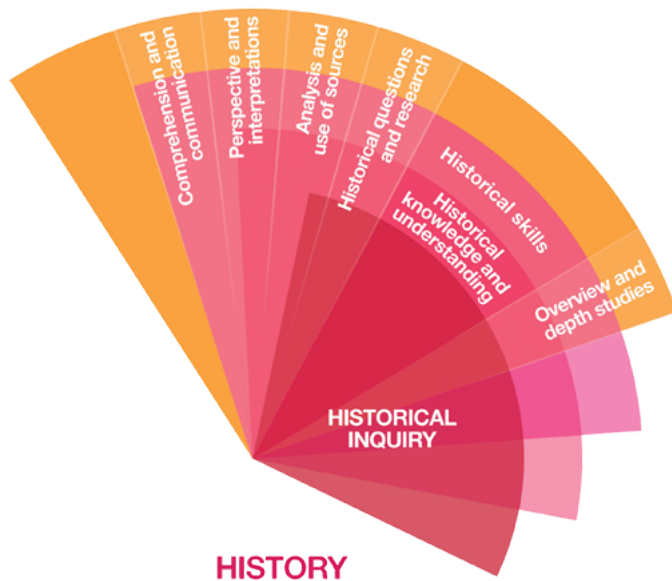 Comprehension and
communication
Perspective and
interpretations
Analysis and
use of sources
Historical questions
and research
Historical skills
Historical
knowledge and
understanding
Overview and
depth studies
HISTORICAL
INQUIRY
HISTORY